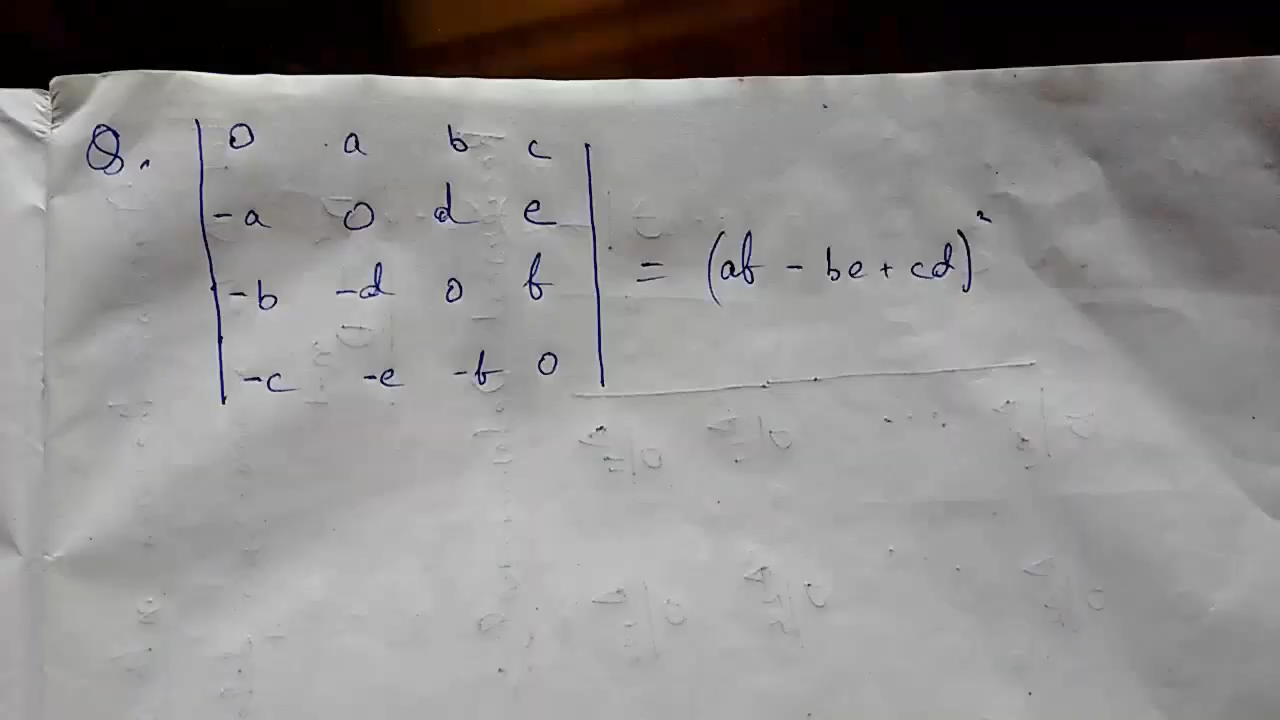 Q. | 0 a b c |
| -a 0 d e | = (af - be + cd)²
| -b -d 0 f |
| -c -e -f 0 |